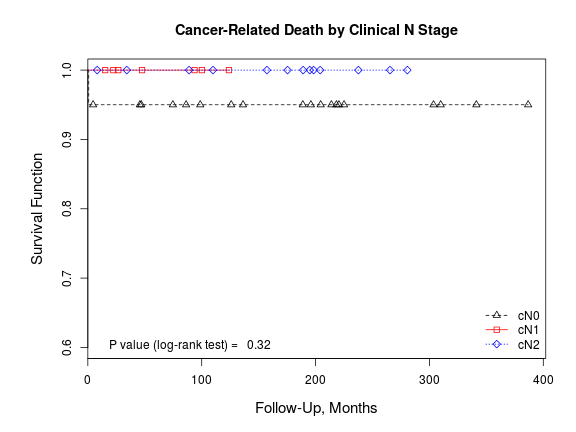 Cancer-Related Death by Clinical N Stage
Survival Function
1.0
0.9
0.8
0.7
0.6
P value (log-rank test) = 0.32
cN0
cN1
cN2
0 100 200 300 400
Follow-Up, Months